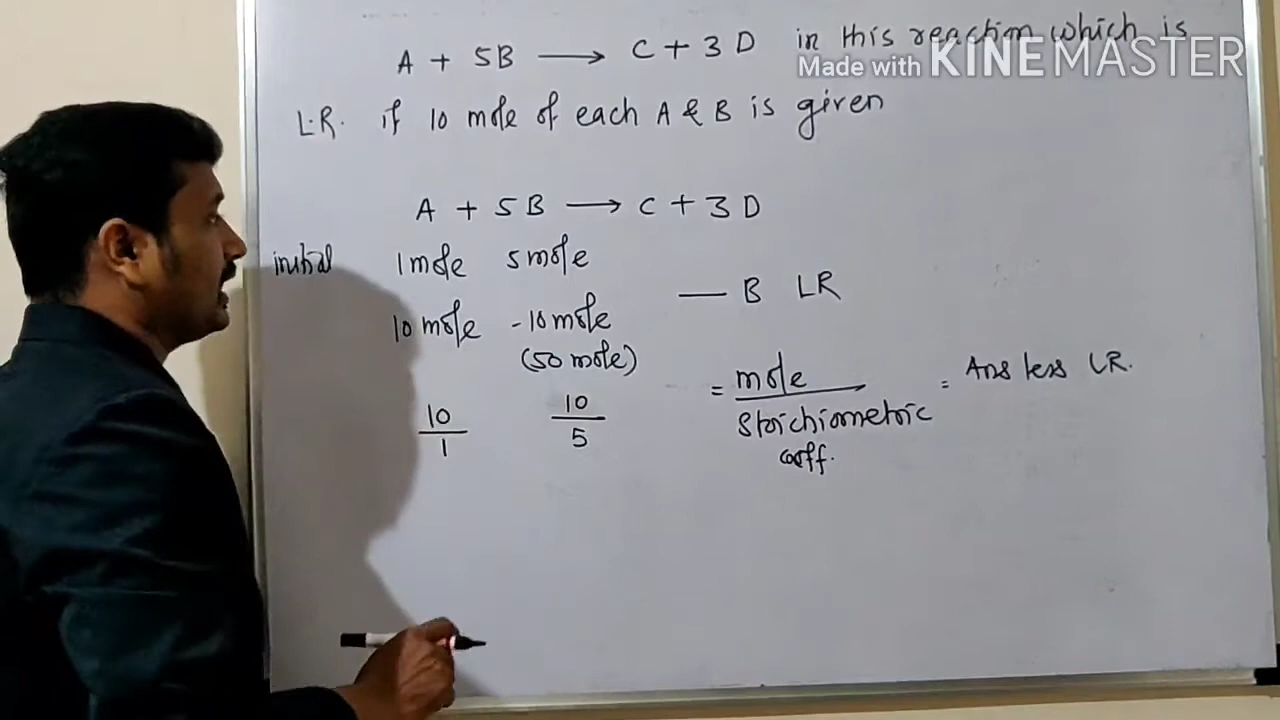 A + 5B ⟶ C + 3 D in this reaction which is
Made with KINEMASTER
L.R. if 10 mole of each A & B is given
A + 5 B ⟶ C + 3 D
initial 1 mole 5 mole
— B LR
10 mole - 10 mole
(50 mole)
10/1 10/5
= mole / Stoichiometric coeff. = Ans less LR.